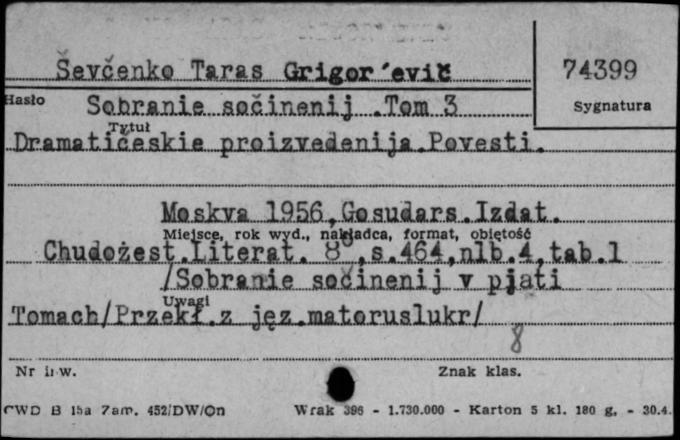 Ševčenko Taras Grigor´evič
74399
Hasło
Sobranie sočinenij .Tom 3
Sygnatura
Tytuł
Dramatičeskie proizvedenija.Povesti.
Moskva 1956,Gosudars.Izdat.
Miejsce, rok wyd., nakładca, format, objętość
Chudożest.Literat. 8°,s.464,nlb.4,tab.1
/Sobranie sočinenij v pjati
Uwagi
Tomach/Przekł.z jęz.matoruslukr/
8
Nr inw.
Znak klas.
CWD B 15a Zam. 452/DW/On
Wrak 396 - 1.730.000 - Karton 5 kl. 180 g, - 30.4.